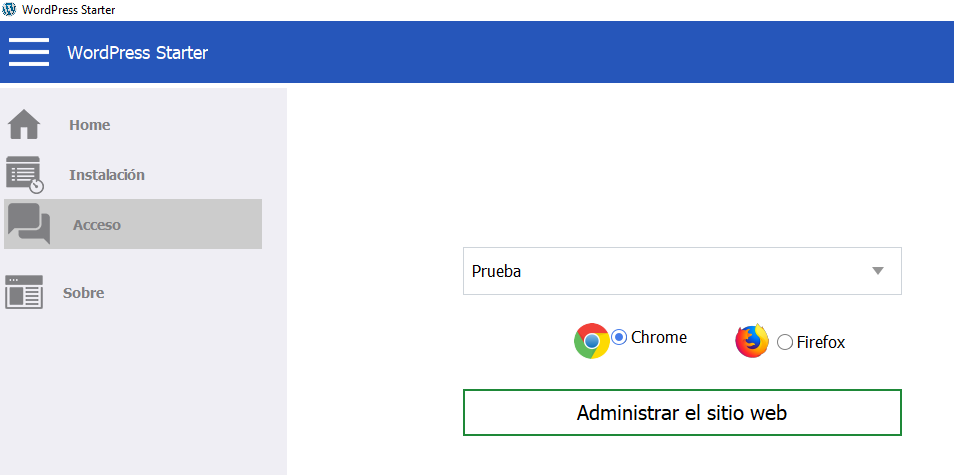 WordPress Starter
WordPress Starter
Home
Instalación
Acceso
Sobre
Prueba
Chrome
Firefox
Administrar el sitio web